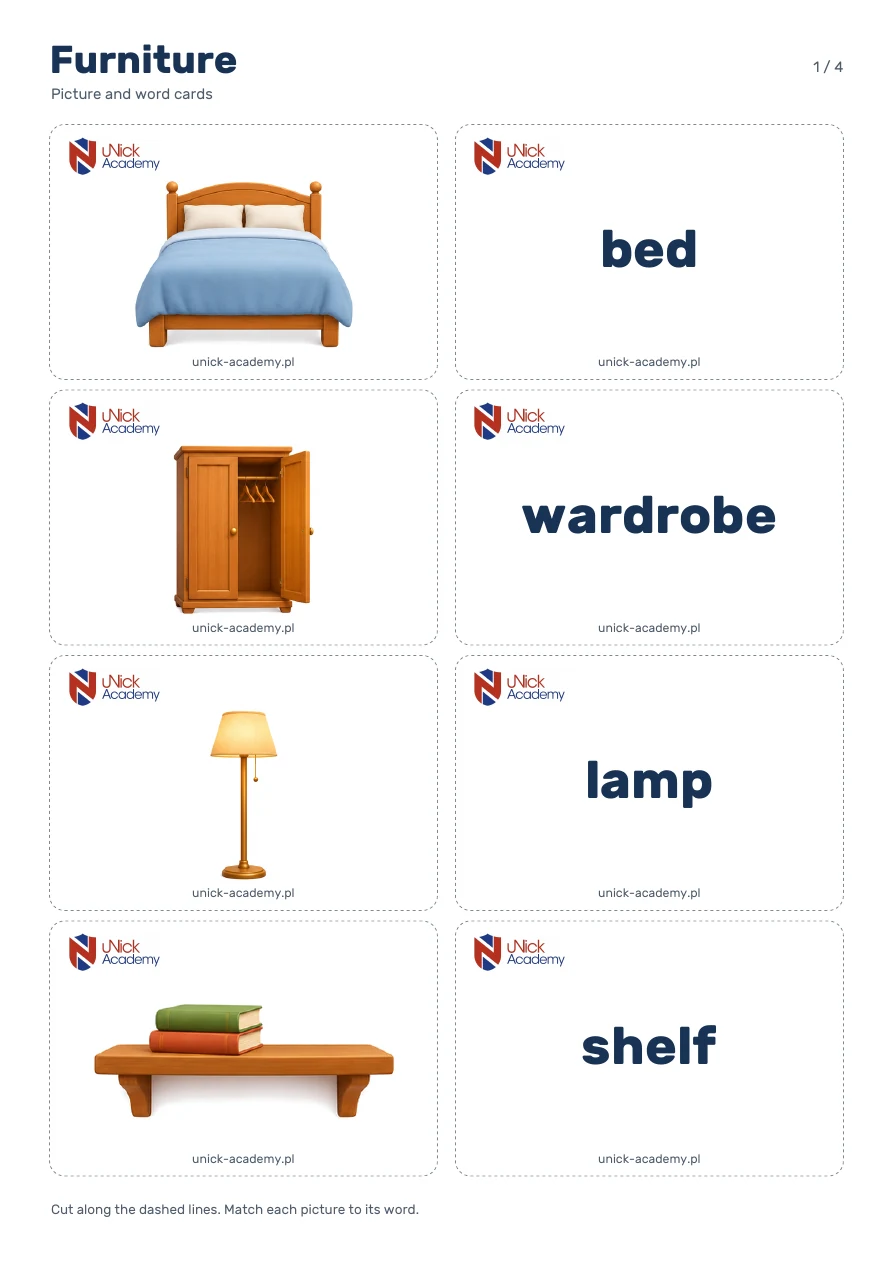 Furniture
1 / 4
Picture and word cards
uNick
Academy
unick-academy.pl
uNick
Academy
bed
unick-academy.pl
uNick
Academy
unick-academy.pl
uNick
Academy
wardrobe
unick-academy.pl
uNick
Academy
unick-academy.pl
uNick
Academy
lamp
unick-academy.pl
uNick
Academy
unick-academy.pl
uNick
Academy
shelf
unick-academy.pl
Cut along the dashed lines. Match each picture to its word.